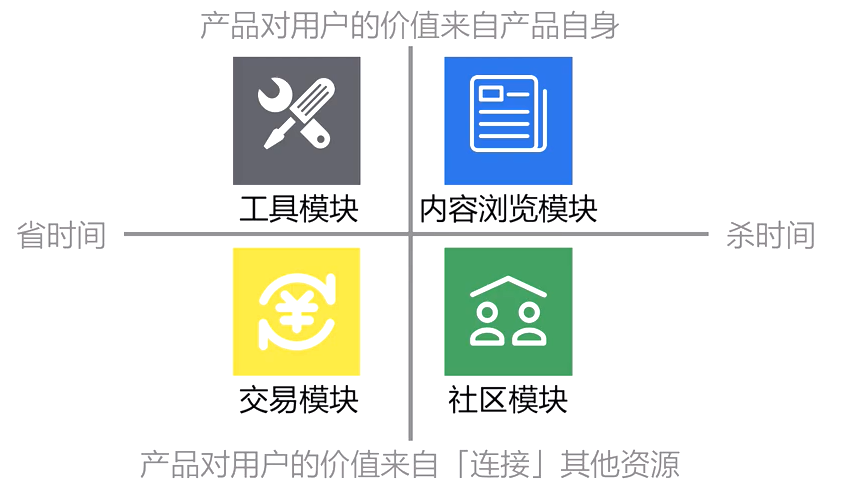 产品对用户的价值来自产品自身
工具模块
内容浏览模块
省时间
杀时间
¥
交易模块
社区模块
产品对用户的价值来自「连接」其他资源